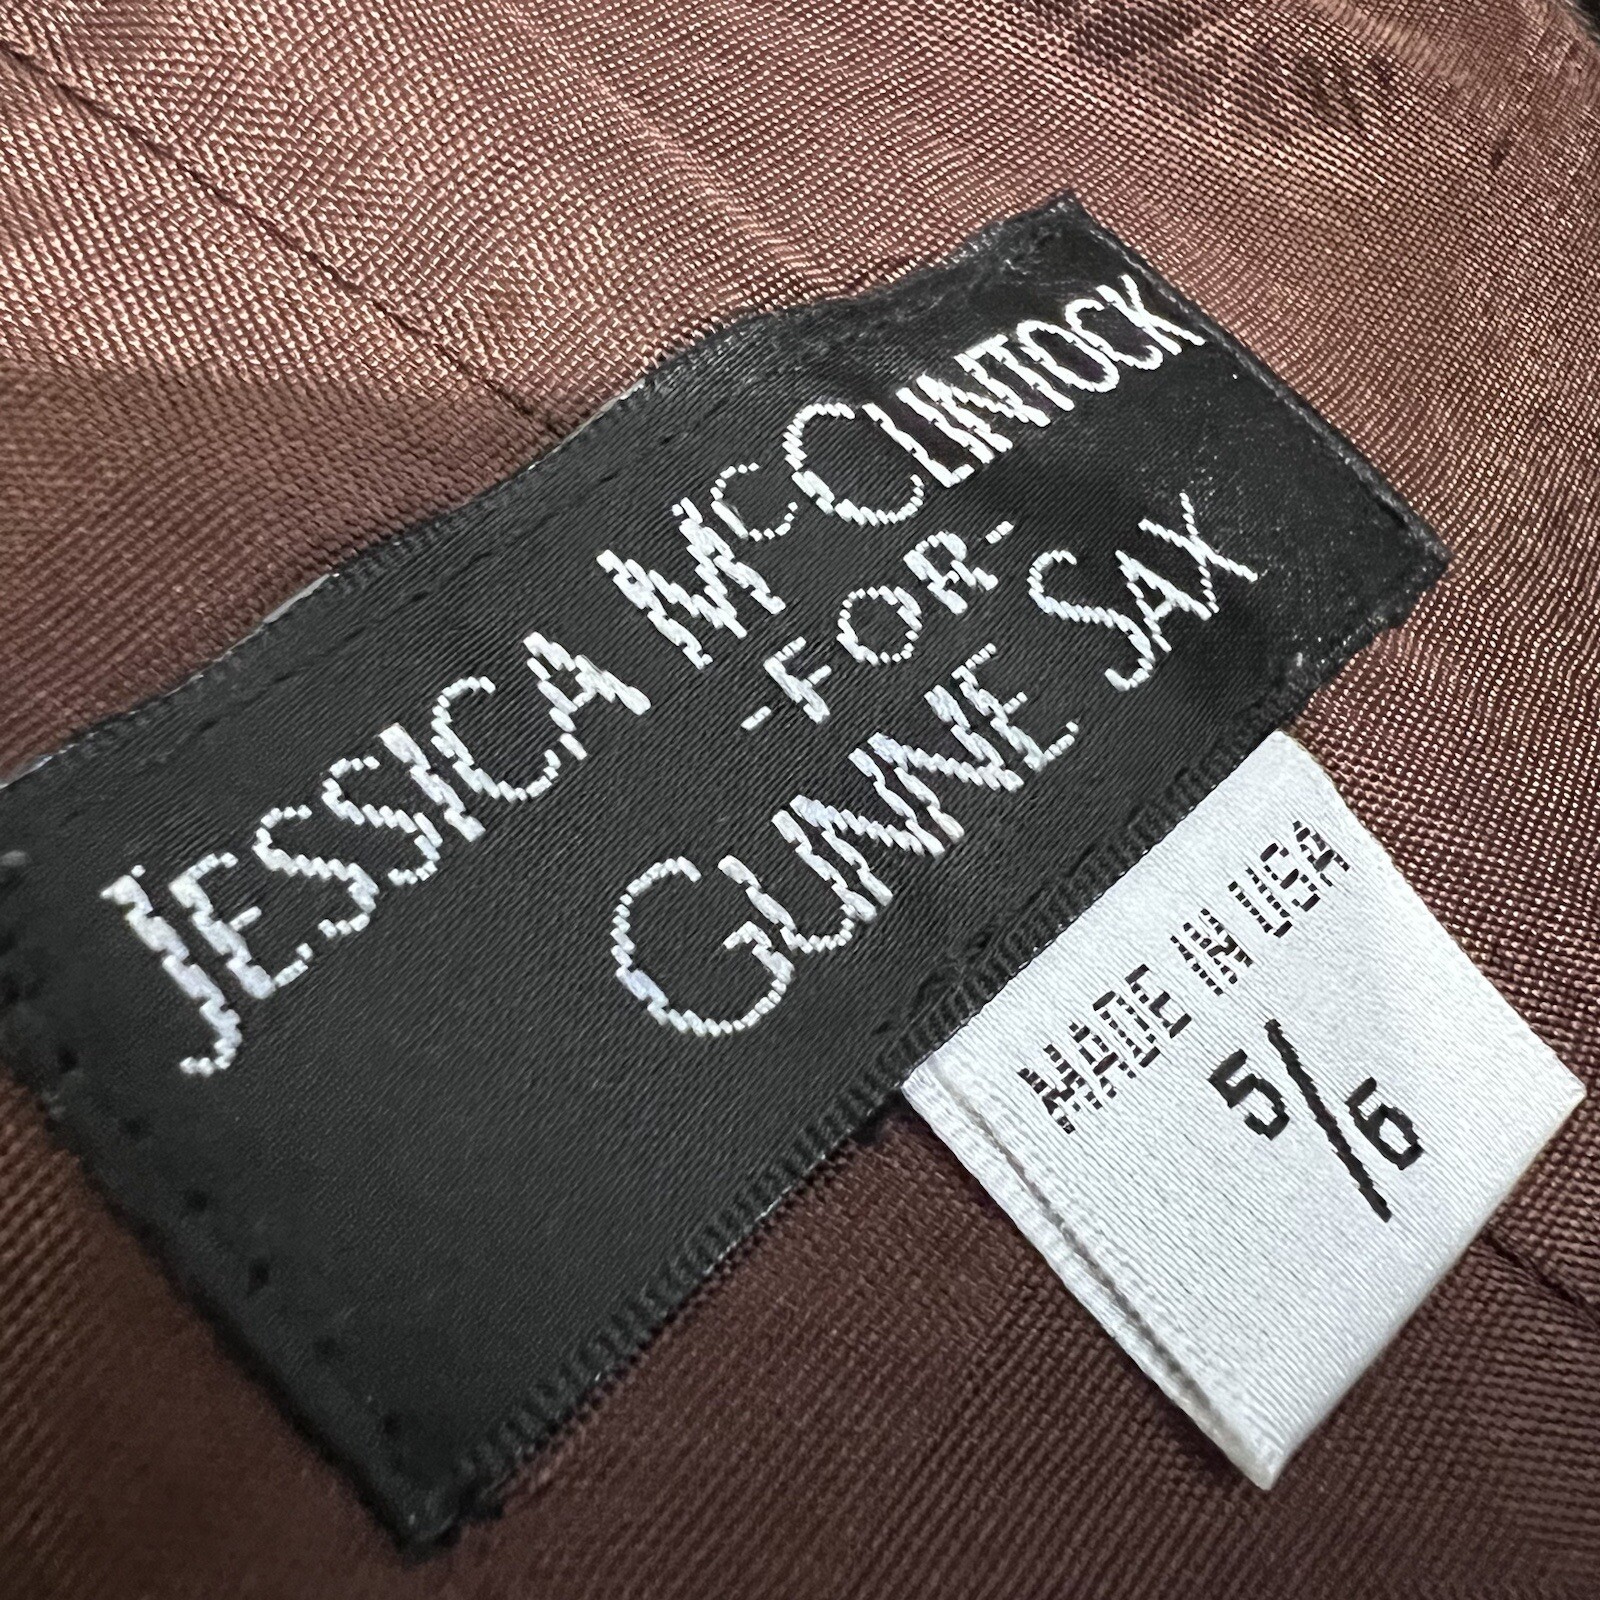 JESSICA McCLINTOCK
-FOR-
GUNNE SAX
MADE IN USA
5/6